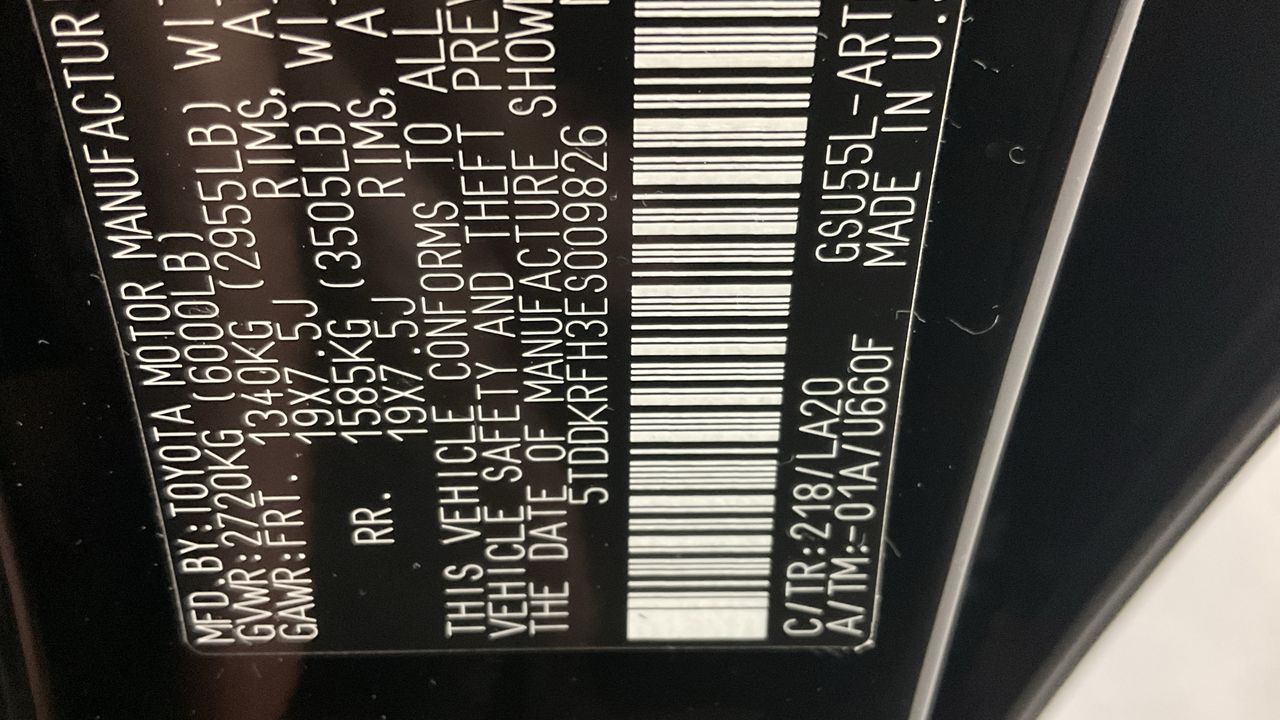 MFD.BY:TOYOTA MOTOR MANUFACTUR
GVWR:2720KG (6000LB)
GAWR:FRT. 1340KG (2955LB) WI
19X7.5J RIMS, A
RR. 1585KG (3505LB) WI
19X7.5J RIMS, A
THIS VEHICLE CONFORMS TO ALL
VEHICLE SAFETY AND THEFT PREV
THE DATE OF MANUFACTURE SHOW
5TDDKRFH3ES009826
C/TR:218/LA20 GSU55L-ART
A/TM:-01A/U660F MADE IN U.S